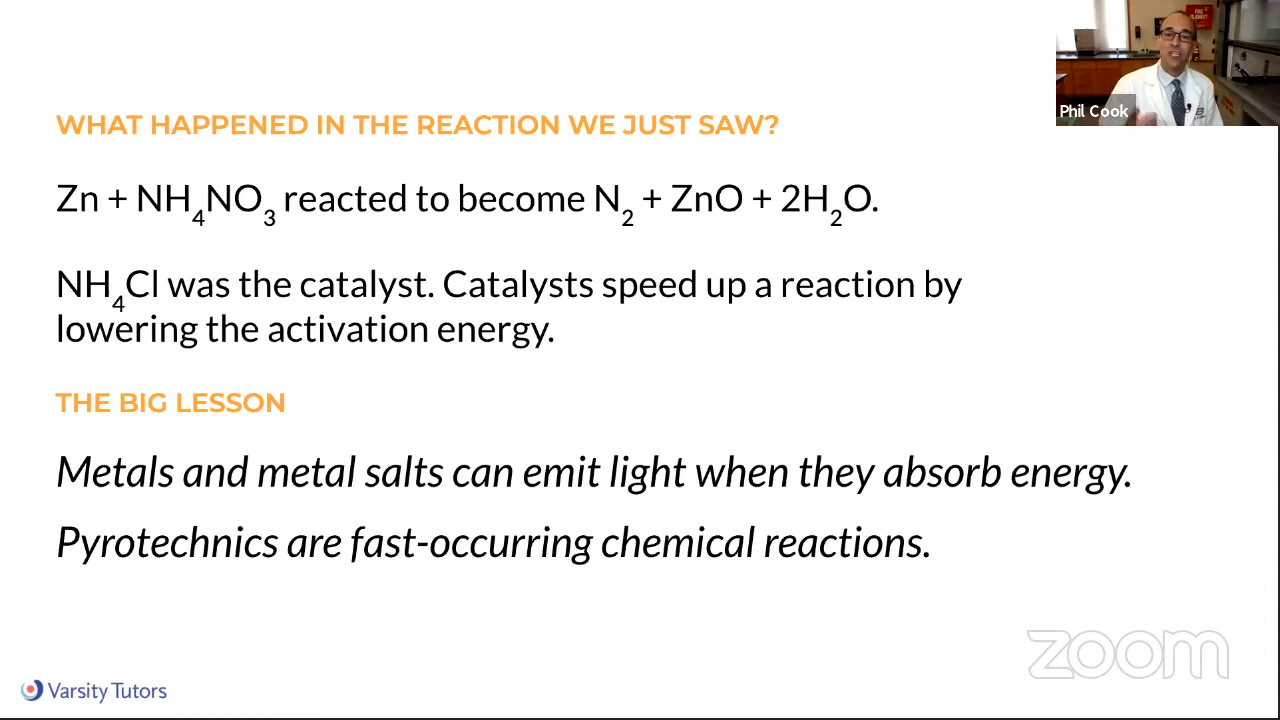 WHAT HAPPENED IN THE REACTION WE JUST SAW?
Phil Cook
Zn + NH₄NO₃ reacted to become N₂ + ZnO + 2H₂O.
NH₄Cl was the catalyst. Catalysts speed up a reaction by
lowering the activation energy.
THE BIG LESSON
Metals and metal salts can emit light when they absorb energy.
Pyrotechnics are fast-occurring chemical reactions.
zoom
Varsity Tutors